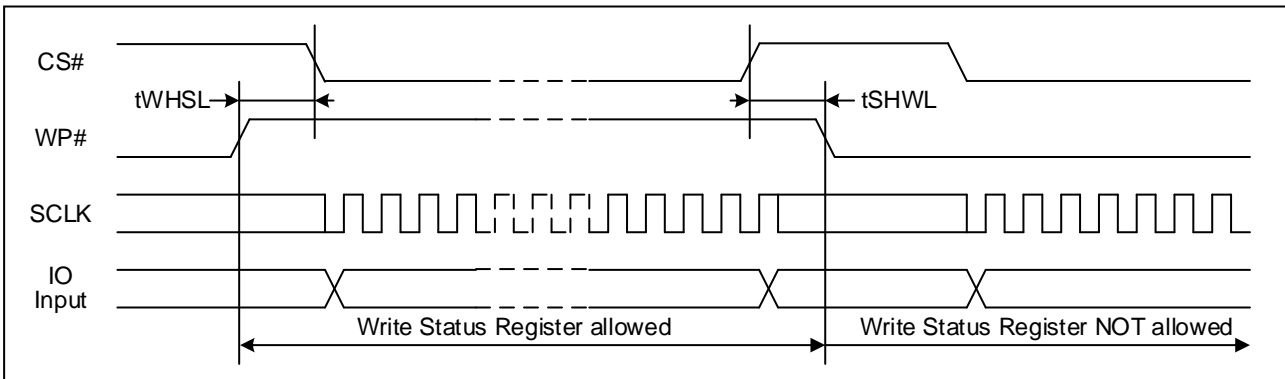 CS#
tWHSL
tSHWL
WP#
SCLK
IO
Input
Write Status Register allowed
Write Status Register NOT allowed